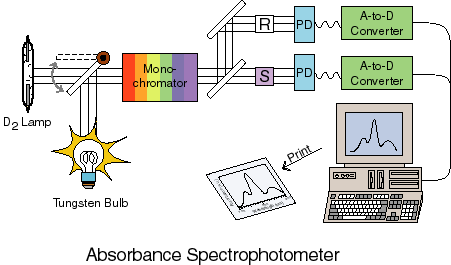 R
PD
A-to-D
Converter
Mono-
chromator
S
PD
A-to-D
Converter
D2 Lamp
Print
Tungsten Bulb
Absorbance Spectrophotometer